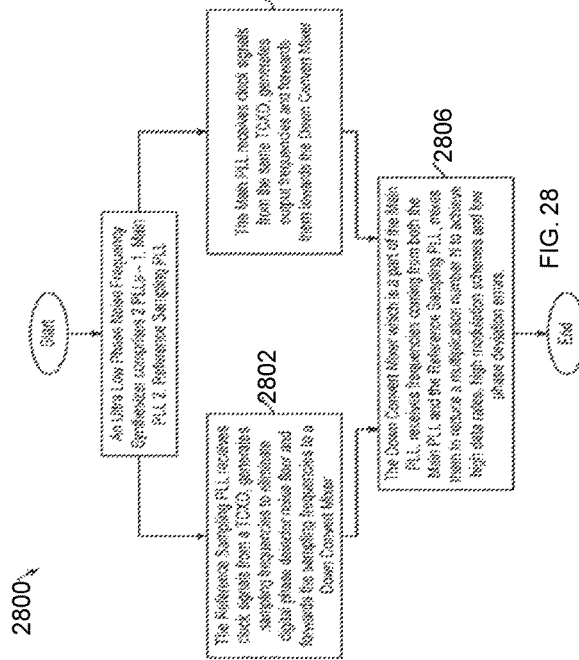 2800
Start
An Ultra Low Phase Noise Frequency
Synthesizer comprises 2 PLLs – 1. Main
PLL 2. Reference Sampling PLL
The Reference Sampling PLL receives
clock signals from a TCXO, generates
sampling frequencies to eliminate
digital phase detector noise floor and
forwards the sampling frequencies to a
Down Convert Mixer
2802
The Main PLL receives clock signals
from the same TCXO, generates
output frequencies and forwards
them towards the Down Convert Mixer
The Down Convert Mixer which is a part of the Main
PLL, receives frequencies coming from both the
Main PLL and the Reference Sampling PLL, mixes
them to reduce a multiplication number N to achieve
high data rates, high modulation schemes and low
phase deviation errors.
2806
End
FIG. 28